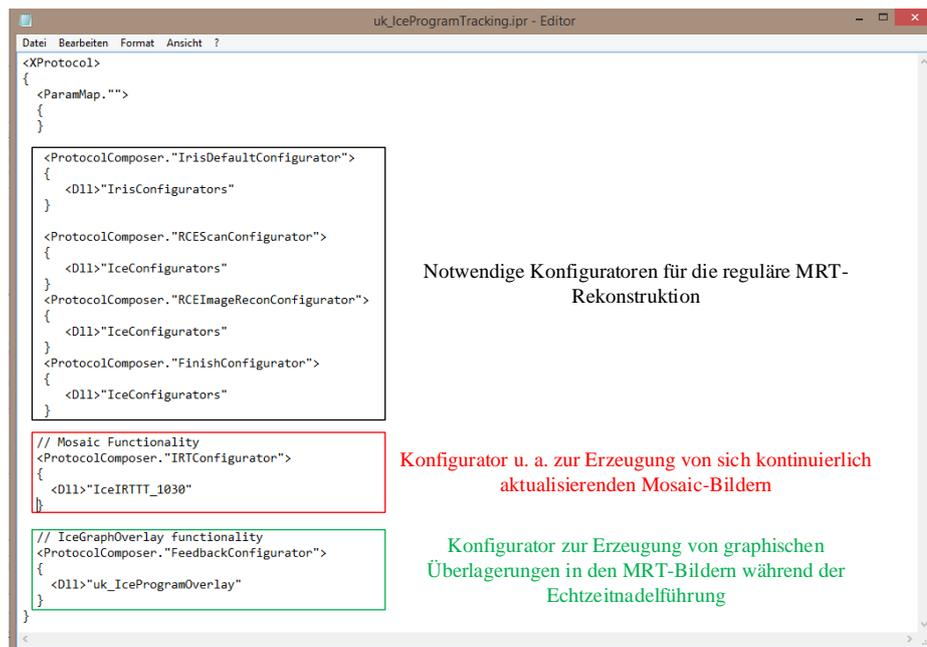 uk_IceProgramTracking.ipr - Editor
Datei Bearbeiten Format Ansicht ?
<XProtocol>
{
<ParamMap."">
{
}
<ProtocolComposer."IrisDefaultConfigurator">
{
<Dll>"IrisConfigurators"
}
<ProtocolComposer."RCEScanConfigurator">
{
<Dll>"IceConfigurators"
}
<ProtocolComposer."RCEImageReconConfigurator">
{
<Dll>"IceConfigurators"
}
<ProtocolComposer."FinishConfigurator">
{
<Dll>"IceConfigurators"
}
Notwendige Konfiguratoren für die reguläre MRT-
Rekonstruktion
// Mosaic Functionality
<ProtocolComposer."IRTConfigurator">
{
<Dll>"IceIRTTT_1030"
}
Konfigurator u. a. zur Erzeugung von sich kontinuierlich
aktualisierenden Mosaic-Bildern
// IceGraphOverlay functionality
<ProtocolComposer."FeedbackConfigurator">
{
<Dll>"uk_IceProgramOverlay"
}
Konfigurator zur Erzeugung von graphischen
Überlagerungen in den MRT-Bildern während der
Echtzeitnadelführung
}